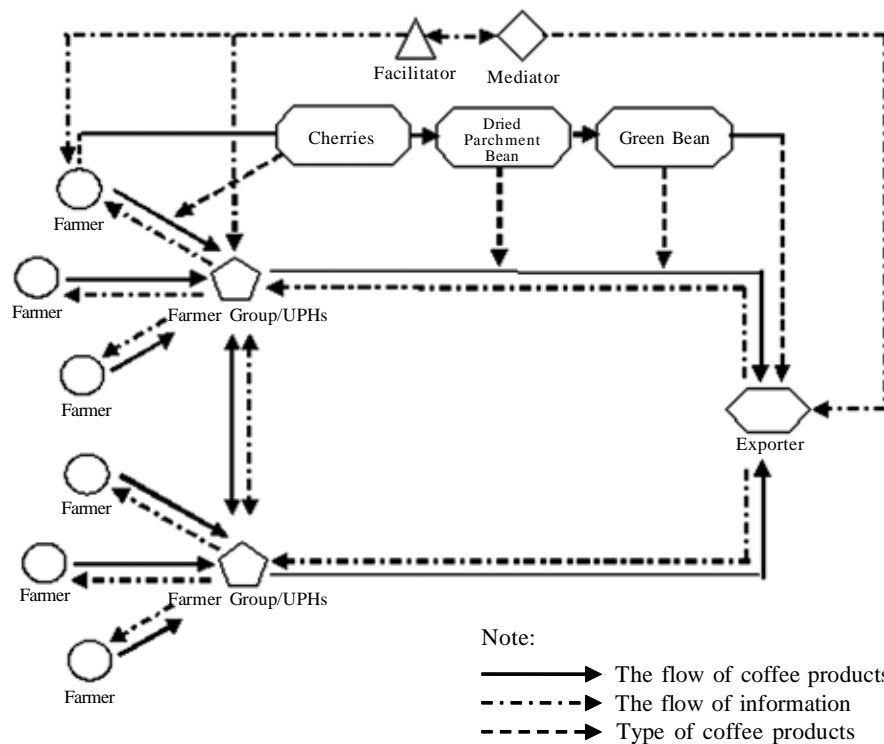 Facilitator
Mediator
Cherries
Dried
Parchment
Bean
Green Bean
Farmer
Farmer
Farmer Group/UPHs
Farmer
Exporter
Farmer
Farmer
Farmer Group/UPHs
Farmer
Note:
The flow of coffee products
The flow of information
Type of coffee products